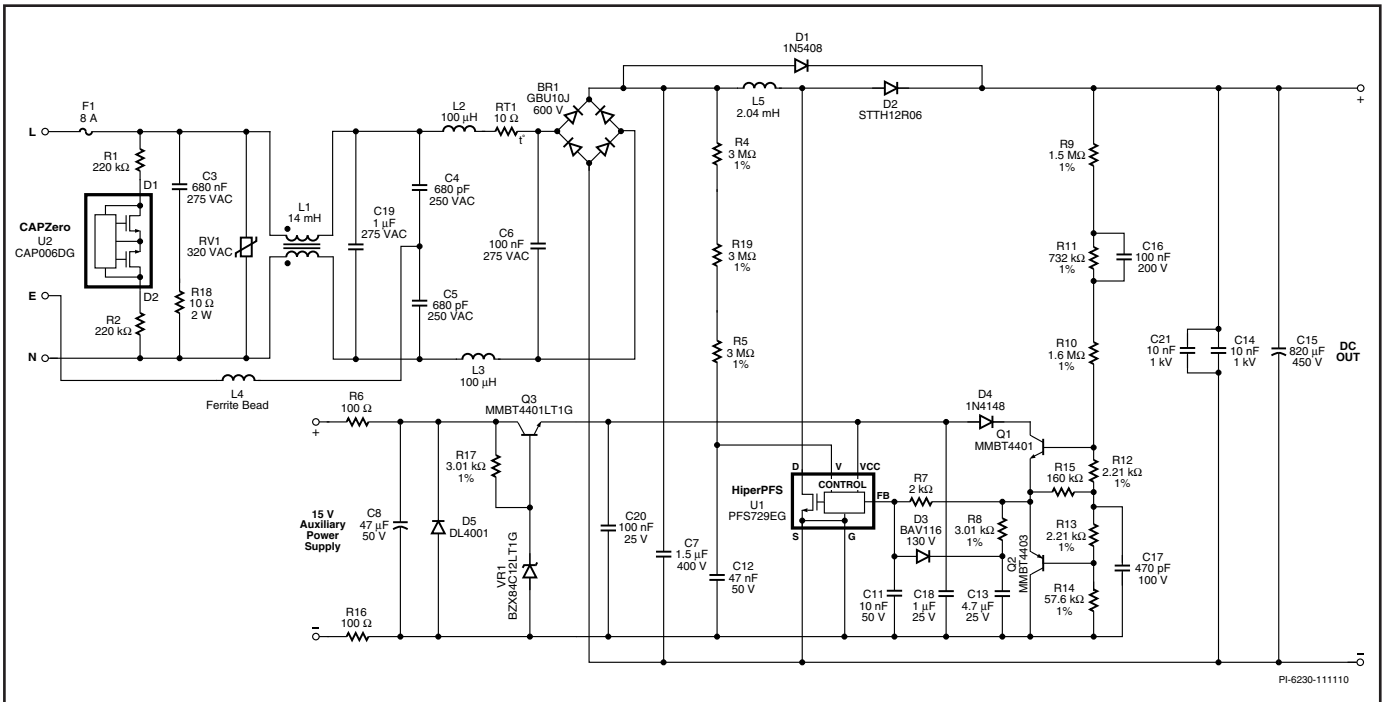 D1
1N5408
BR1
GBU10J
600 V
L5
2.04 mH
D2
STTH12R06
+
F1
8 A
L2
100 µH
RT1
10 Ω
t°
L
R1
220 kΩ
D1
C3
680 nF
275 VAC
C4
680 pF
250 VAC
R4
3 MΩ
1%
R9
1.5 MΩ
1%
CAPZero
U2
CAP006DG
L1
14 mH
RV1
320 VAC
C19
1 µF
275 VAC
C6
100 nF
275 VAC
R19
3 MΩ
1%
R11
732 kΩ
1%
C16
100 nF
200 V
D2
E
R18
10 Ω
2 W
R2
220 kΩ
C5
680 pF
250 VAC
N
R5
3 MΩ
1%
R10
1.6 MΩ
1%
C21
10 nF
1 kV
C14
10 nF
1 kV
C15
820 µF
450 V
DC
OUT
L3
100 µH
L4
Ferrite Bead
R6
100 Ω
+
Q3
MMBT4401LT1G
D4
1N4148
Q1
MMBT4401
R17
3.01 kΩ
1%
R12
2.21 kΩ
1%
R15
160 kΩ
D
V
VCC
CONTROL
FB
S
G
HiperPFS
U1
PFS729EG
R7
2 kΩ
D3
BAV116
130 V
R8
3.01 kΩ
1%
Q2
MMBT4403
R13
2.21 kΩ
1%
R14
57.6 kΩ
1%
C17
470 pF
100 V
15 V
Auxiliary
Power
Supply
C8
47 µF
50 V
D5
DL4001
VR1
BZX84C12LT1G
C20
100 nF
25 V
C7
1.5 µF
400 V
C12
47 nF
50 V
C11
10 nF
50 V
C18
1 µF
25 V
C13
4.7 µF
25 V
R16
100 Ω
–
–
PI-6230-111110